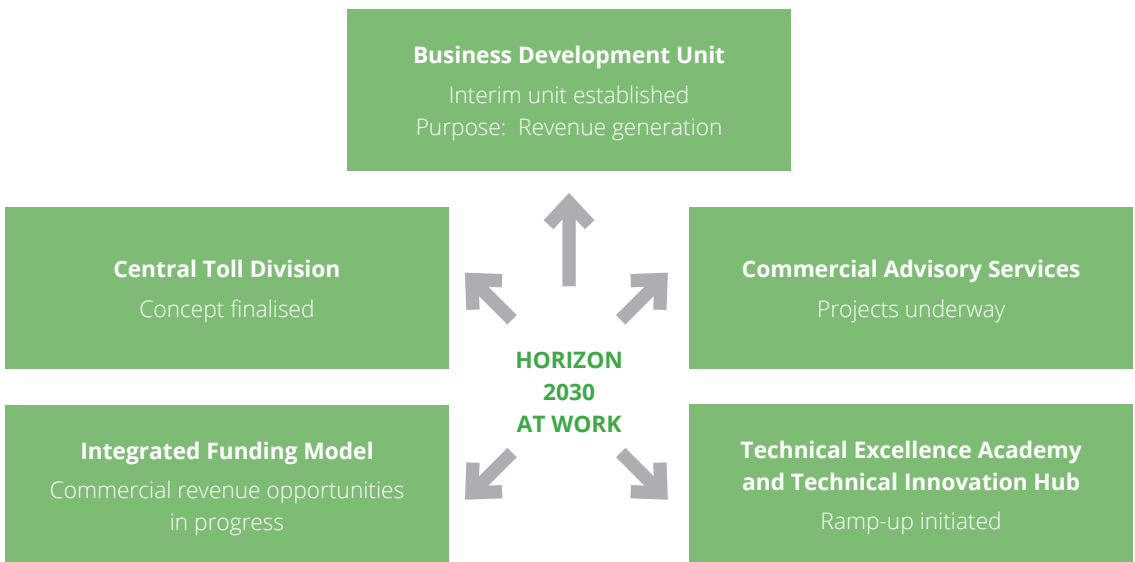 Business Development Unit
Interim unit established
Purpose: Revenue generation
Central Toll Division
Concept finalised
Commercial Advisory Services
Projects underway
HORIZON
2030
AT WORK
Integrated Funding Model
Commercial revenue opportunities
in progress
Technical Excellence Academy
and Technical Innovation Hub
Ramp-up initiated